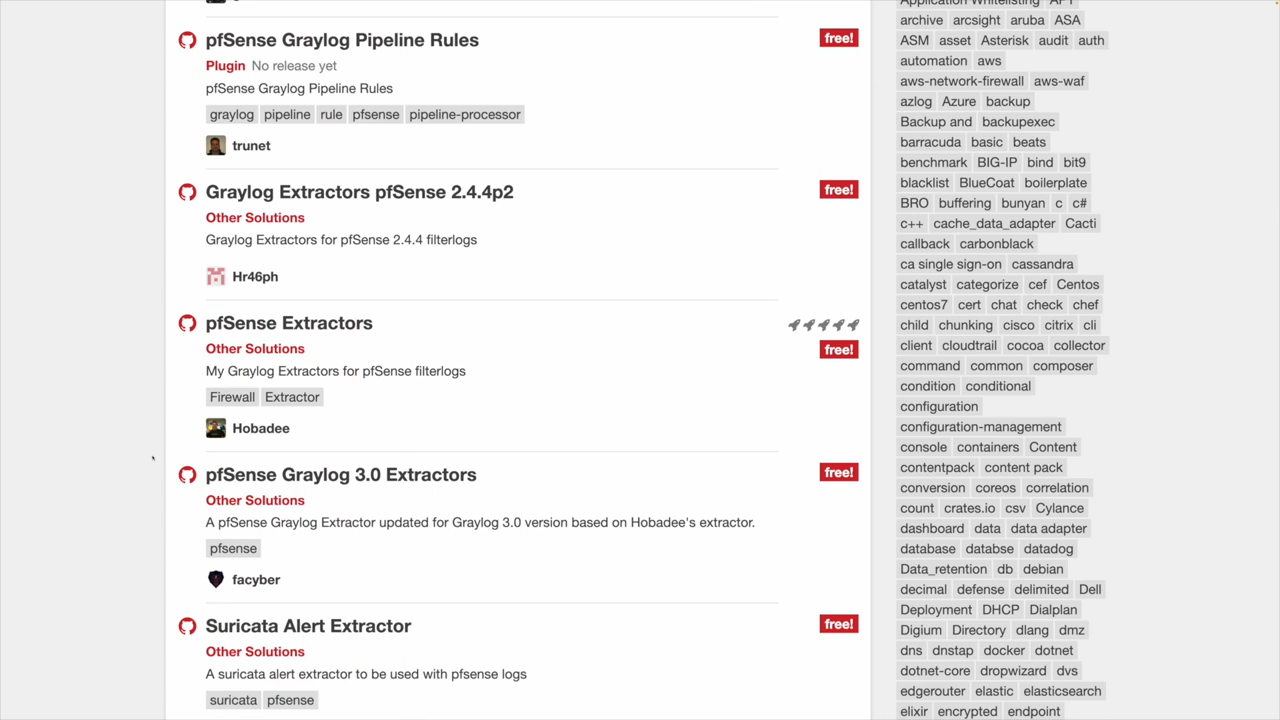 pfSense Graylog Pipeline Rules
free!
Plugin No release yet
pfSense Graylog Pipeline Rules
graylog pipeline rule pfsense pipeline-processor
trunet
Graylog Extractors pfSense 2.4.4p2
free!
Other Solutions
Graylog Extractors for pfSense 2.4.4 filterlogs
Hr46ph
pfSense Extractors
Other Solutions
free!
My Graylog Extractors for pfSense filterlogs
Firewall Extractor
Hobadee
pfSense Graylog 3.0 Extractors
free!
Other Solutions
A pfSense Graylog Extractor updated for Graylog 3.0 version based on Hobadee's extractor.
pfsense
facyber
Suricata Alert Extractor
free!
Other Solutions
A suricata alert extractor to be used with pfsense logs
suricata pfsense
Application Whitelisting API
archive arcsight aruba ASA
ASM asset Asterisk audit auth
automation aws
aws-network-firewall aws-waf
azlog Azure backup
Backup and backupexec
barracuda basic beats
benchmark BIG-IP bind bit9
blacklist BlueCoat boilerplate
BRO buffering bunyan c c#
c++ cache_data_adapter Cacti
callback carbonblack
ca single sign-on cassandra
catalyst categorize cef Centos
centos7 cert chat check chef
child chunking cisco citrix cli
client cloudtrail cocoa collector
command common composer
condition conditional
configuration
configuration-management
console containers Content
contentpack content pack
conversion coreos correlation
count crates.io csv Cylance
dashboard data data adapter
database databse datadog
Data_retention db debian
decimal defense delimited Dell
Deployment DHCP Dialplan
Digium Directory dlang dmz
dns dnstap docker dotnet
dotnet-core dropwizard dvs
edgerouter elastic elasticsearch
elixir encrypted endpoint